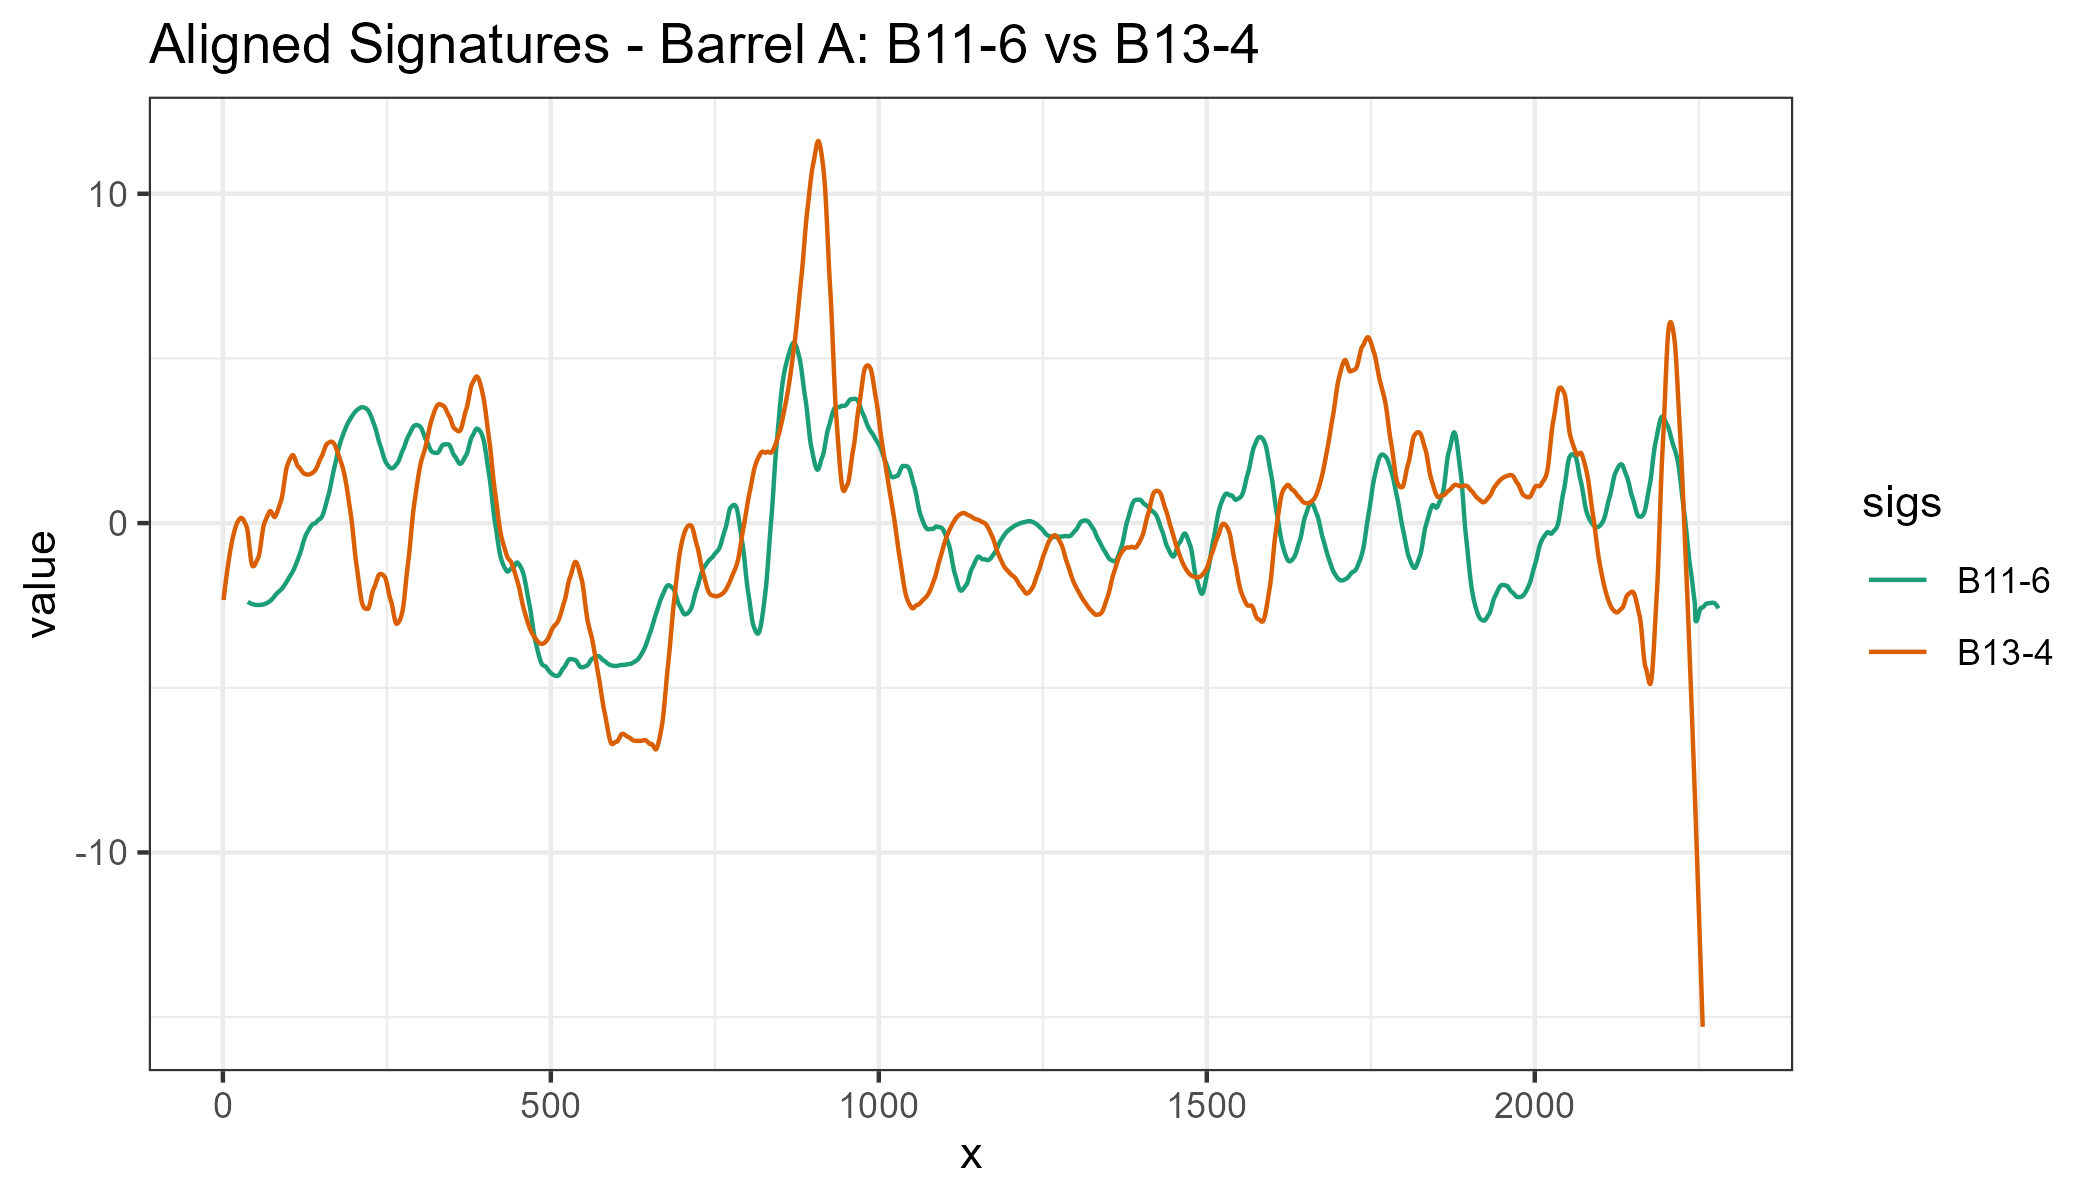 Aligned Signatures - Barrel A: B11-6 vs B13-4
10
0
-10
value
0 500 1000 1500 2000
x
sigs
B11-6
B13-4